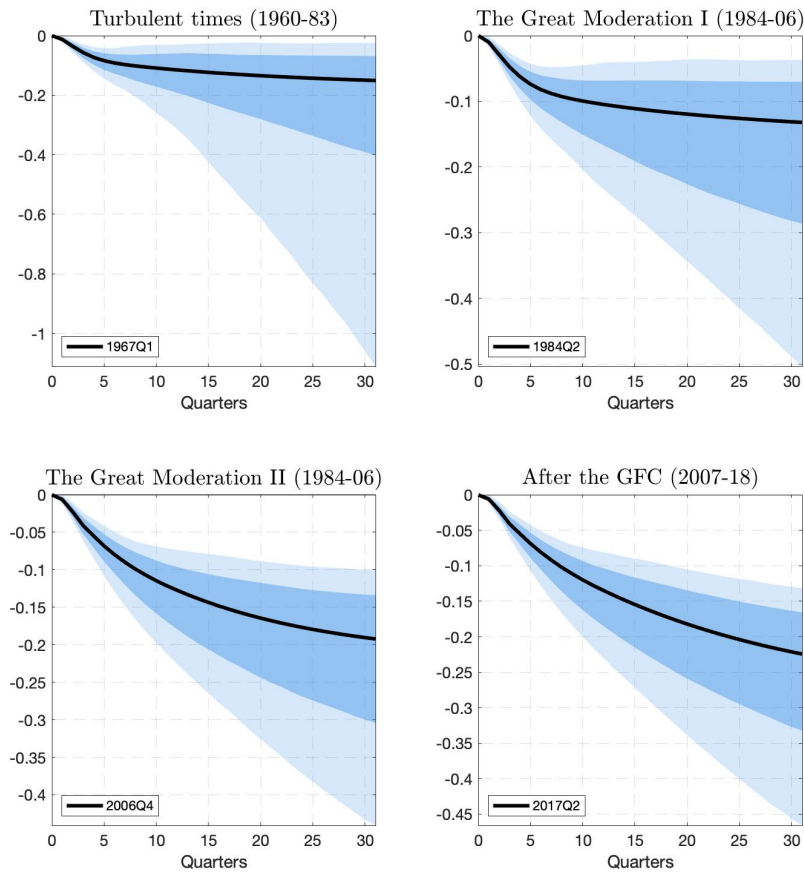 Turbulent times (1960-83)
0
-0.2
-0.4
-0.6
-0.8
-1
1967Q1
0 5 10 15 20 25 30
Quarters
The Great Moderation I (1984-06)
0
-0.1
-0.2
-0.3
-0.4
-0.5
1984Q2
0 5 10 15 20 25 30
Quarters
The Great Moderation II (1984-06)
0
-0.05
-0.1
-0.15
-0.2
-0.25
-0.3
-0.35
-0.4
2006Q4
0 5 10 15 20 25 30
Quarters
After the GFC (2007-18)
0
-0.05
-0.1
-0.15
-0.2
-0.25
-0.3
-0.35
-0.4
-0.45
2017Q2
0 5 10 15 20 25 30
Quarters